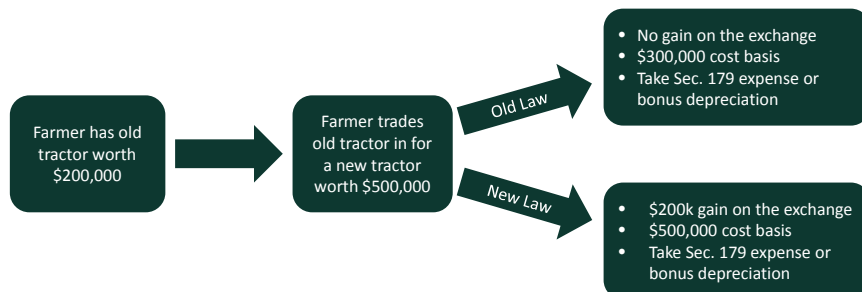 Farmer has old
tractor worth
$200,000
Farmer trades
old tractor in for
a new tractor
worth $500,000
Old Law
New Law
• No gain on the exchange
• $300,000 cost basis
• Take Sec. 179 expense or
bonus depreciation
• $200k gain on the exchange
• $500,000 cost basis
• Take Sec. 179 expense or
bonus depreciation